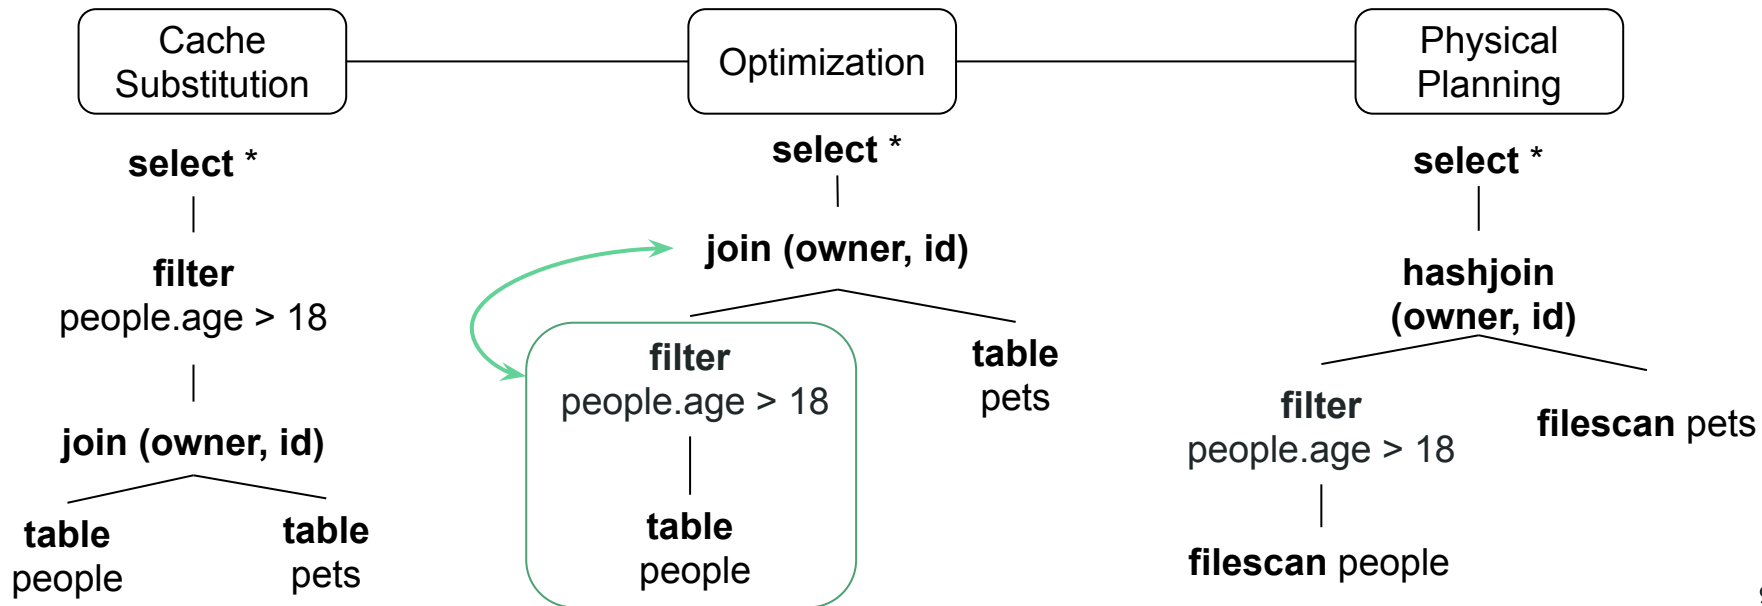 Cache
Substitution
Optimization
Physical
Planning
select *
filter
people.age > 18
join (owner, id)
table
people
table
pets
select *
join (owner, id)
filter
people.age > 18
table
people
table
pets
select *
hashjoin
(owner, id)
filter
people.age > 18
filescan people
filescan pets